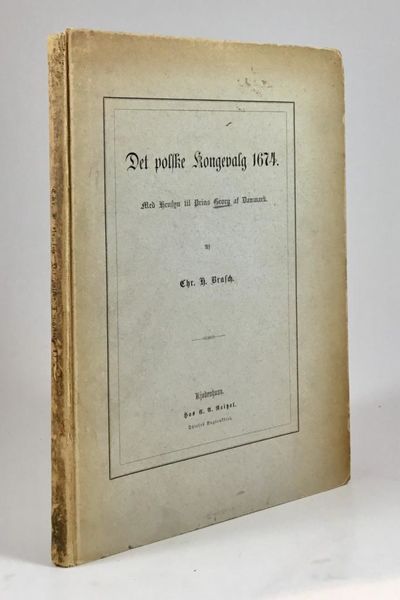 Det polske Kongevalg 1674.
Med Hensyn til Prins Georg af Danmark.
Af
Chr. H. Brasch.
Kjøbenhavn.
Hos C. A. Reitzel.